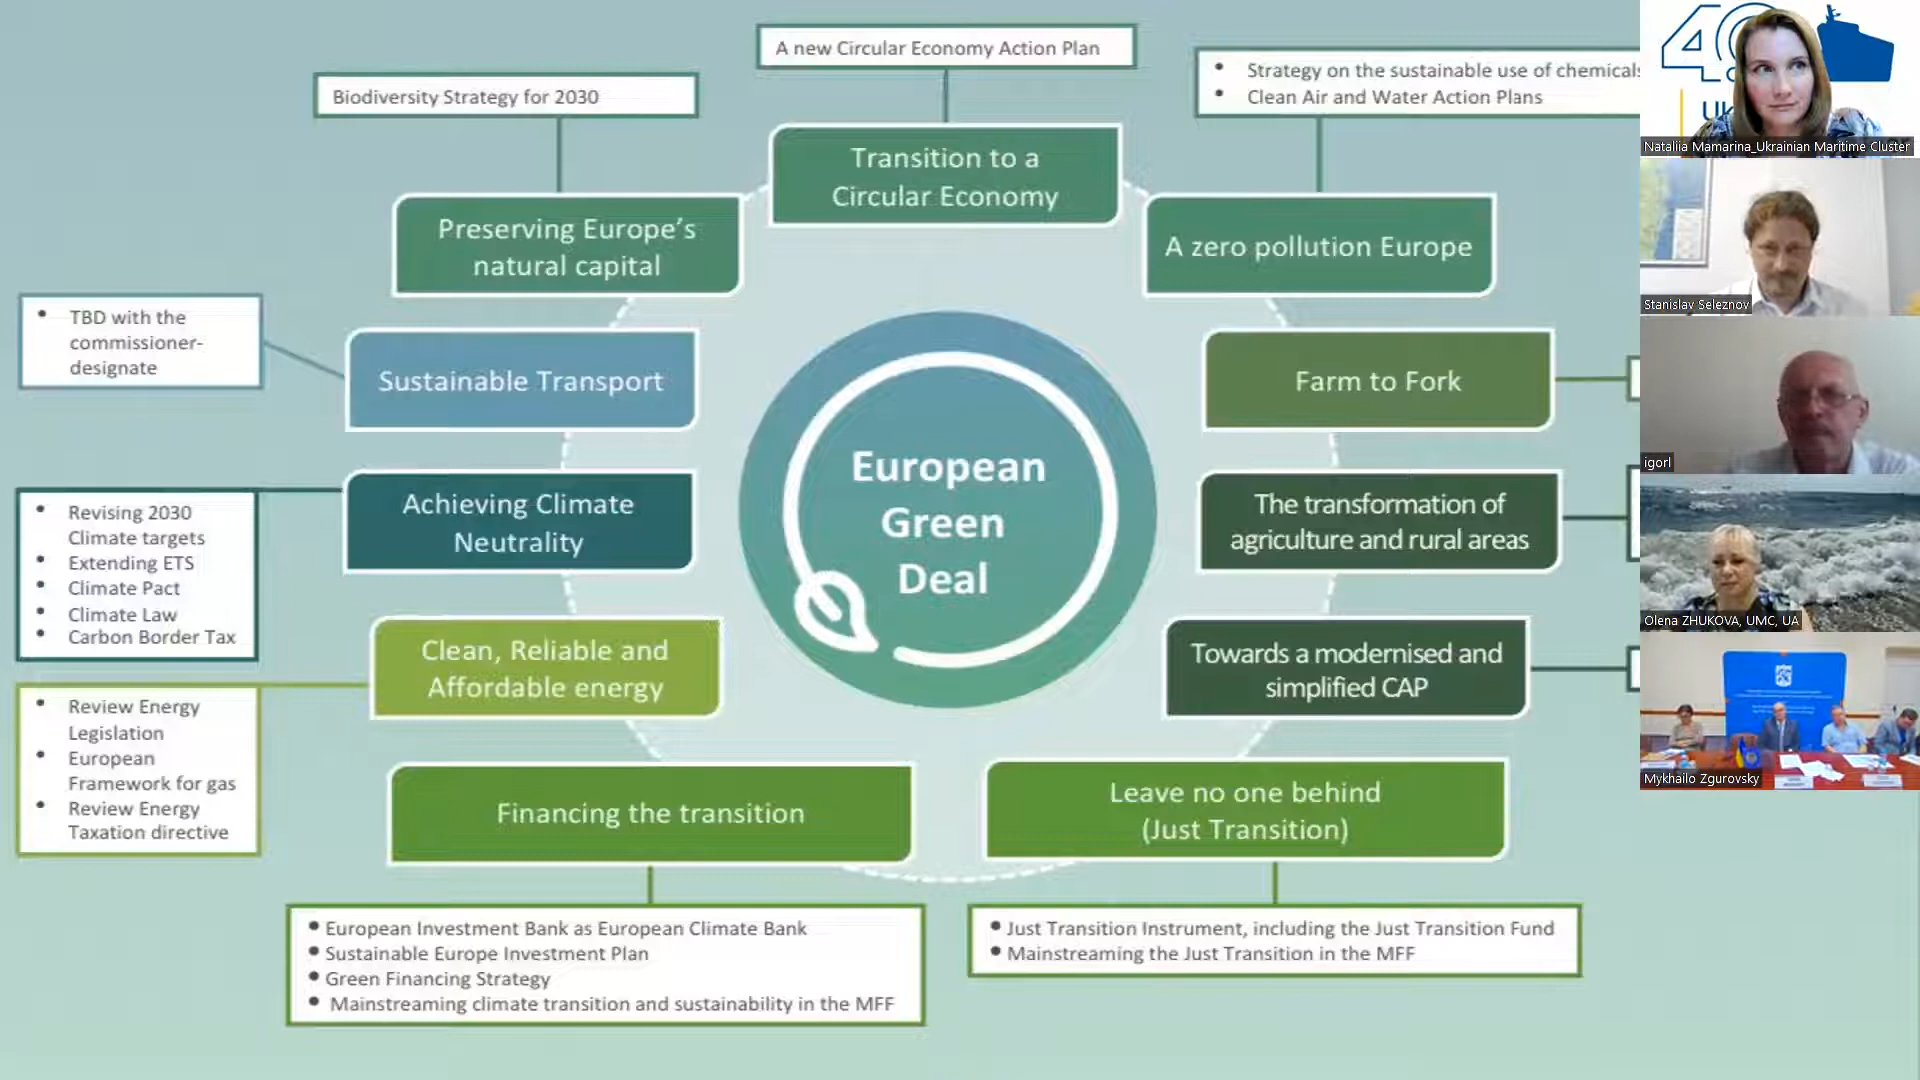 A new Circular Economy Action Plan
Biodiversity Strategy for 2030
• Strategy on the sustainable use of chemicals
• Clean Air and Water Action Plans
Transition to a
Circular Economy
Preserving Europe's
natural capital
A zero pollution Europe
• TBD with the
commissioner-
designate
Sustainable Transport
Farm to Fork
European
Green
Deal
• Revising 2030
Climate targets
• Extending ETS
• Climate Pact
• Climate Law
• Carbon Border Tax
Achieving Climate
Neutrality
The transformation of
agriculture and rural areas
Clean, Reliable and
Affordable energy
Towards a modernised and
simplified CAP
• Review Energy
Legislation
• European
Framework for gas
• Review Energy
Taxation directive
Financing the transition
Leave no one behind
(Just Transition)
• European Investment Bank as European Climate Bank
• Sustainable Europe Investment Plan
• Green Financing Strategy
• Mainstreaming climate transition and sustainability in the MFF
• Just Transition Instrument, including the Just Transition Fund
• Mainstreaming the Just Transition in the MFF
Nataliia Mamarina_Ukrainian Maritime Cluster
Stanislav Seleznov
igorl
Olena ZHUKOVA, UMC, UA
Mykhailo Zgurovsky